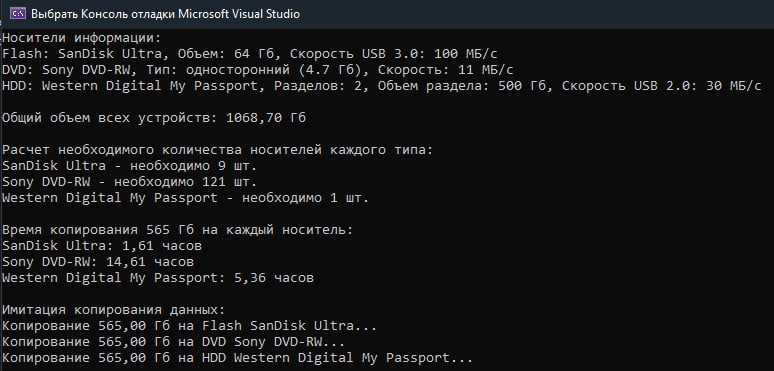 Выбрать Консоль отладки Microsoft Visual Studio
Носители информации:
Flash: SanDisk Ultra, Объем: 64 Гб, Скорость USB 3.0: 100 МБ/с
DVD: Sony DVD-RW, Тип: односторонний (4.7 Гб), Скорость: 11 МБ/с
HDD: Western Digital My Passport, Разделов: 2, Объем раздела: 500 Гб, Скорость USB 2.0: 30 МБ/с
Общий объем всех устройств: 1068,70 Гб
Расчет необходимого количества носителей каждого типа:
SanDisk Ultra - необходимо 9 шт.
Sony DVD-RW - необходимо 121 шт.
Western Digital My Passport - необходимо 1 шт.
Время копирования 565 Гб на каждый носитель:
SanDisk Ultra: 1,61 часов
Sony DVD-RW: 14,61 часов
Western Digital My Passport: 5,36 часов
Имитация копирования данных:
Копирование 565,00 Гб на Flash SanDisk Ultra...
Копирование 565,00 Гб на DVD Sony DVD-RW...
Копирование 565,00 Гб на HDD Western Digital My Passport...